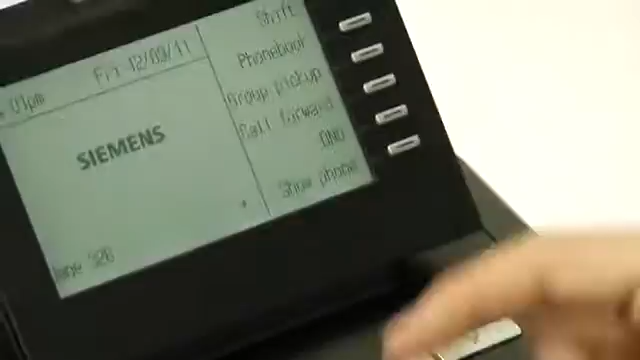 Fri 12/09/11
Shift
Phonebook
Group pickup
Call forward
DND
Show phone
SIEMENS